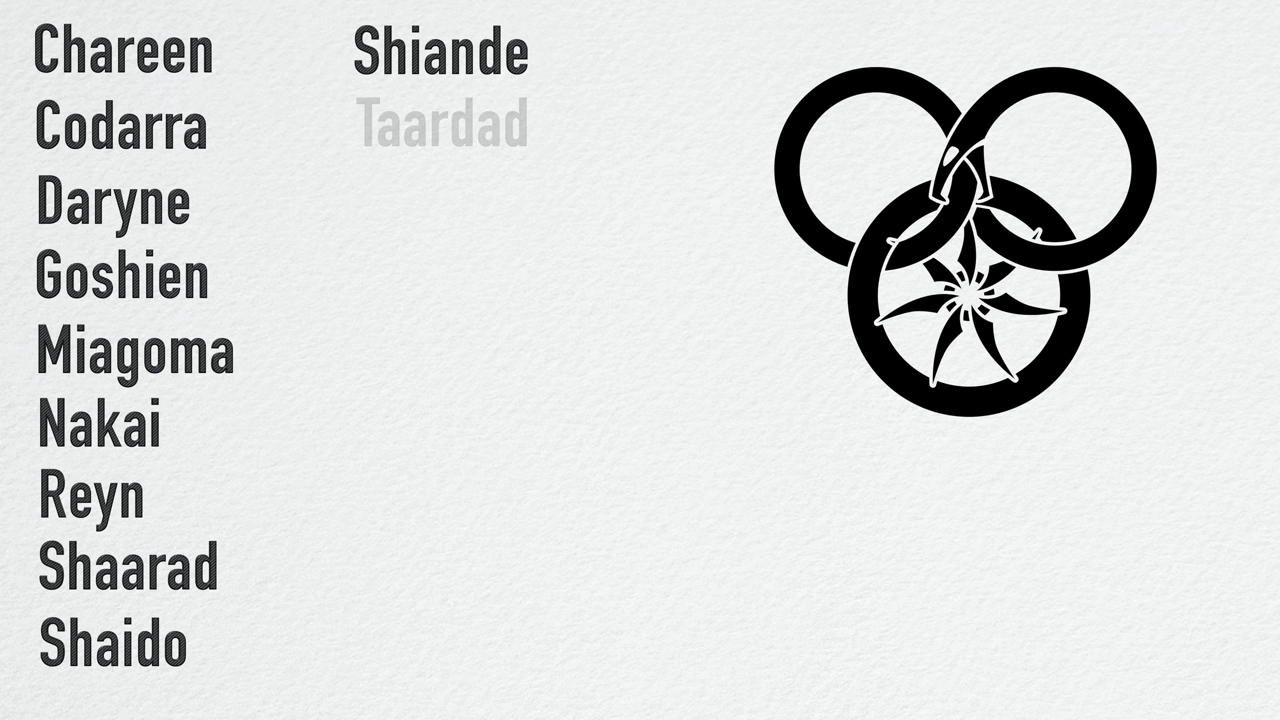 Chareen
Codarra
Daryne
Goshien
Miagoma
Nakai
Reyn
Shaarad
Shaido
Shiande
Taardad